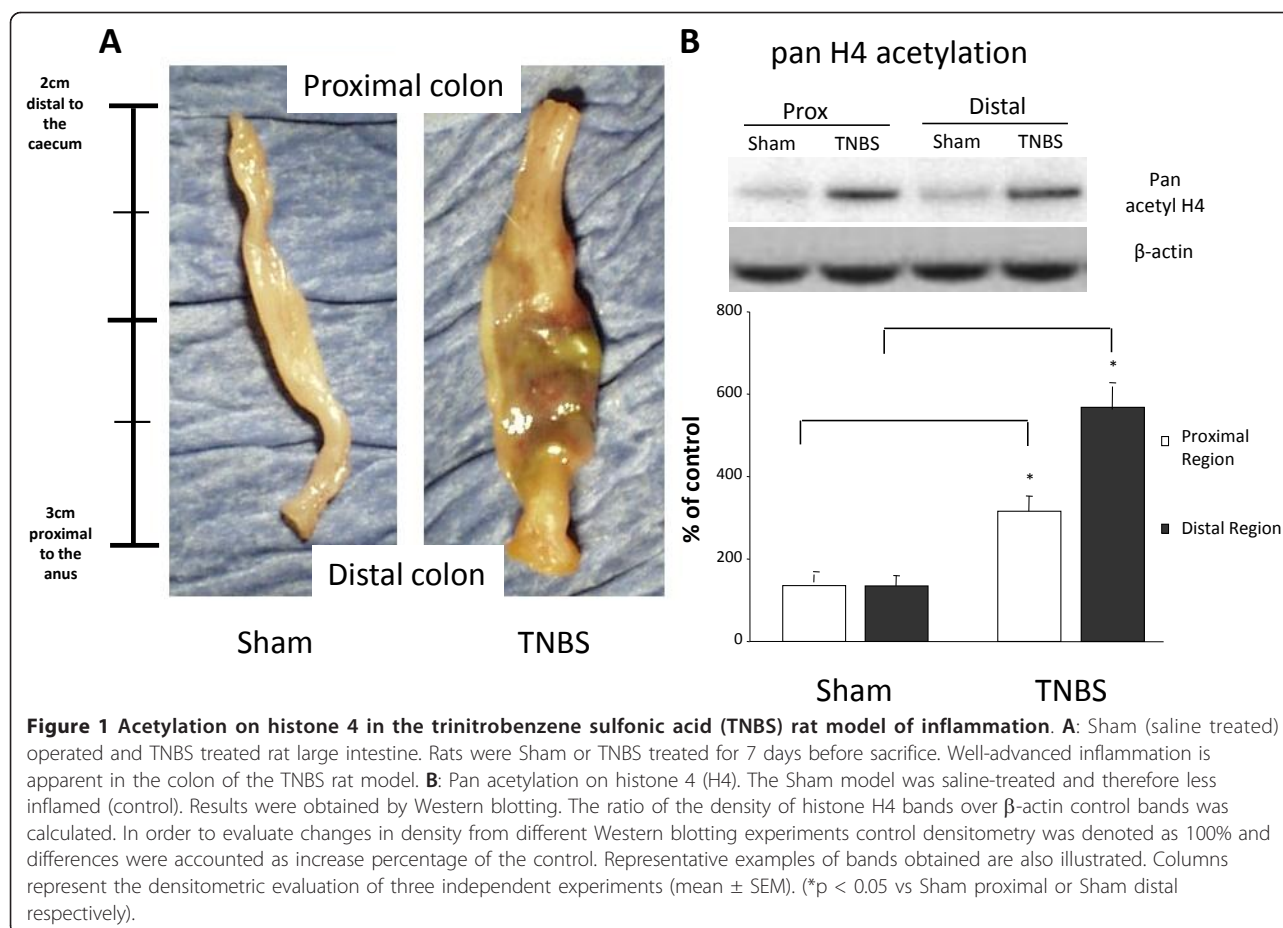 A
2cm
distal to
the
caecum
3cm
proximal
to the
anus
Proximal colon
Distal colon
Sham
TNBS
B
pan H4 acetylation
Prox
Distal
Sham
TNBS
Sham
TNBS
Pan
acetyl H4
β-actin
800
600
400
200
0
% of control
*
*
Proximal
Region
Distal Region
Sham
TNBS
Figure 1 Acetylation on histone 4 in the trinitrobenzene sulfonic acid (TNBS) rat model of inflammation. A: Sham (saline treated)
operated and TNBS treated rat large intestine. Rats were Sham or TNBS treated for 7 days before sacrifice. Well-advanced inflammation is
apparent in the colon of the TNBS rat model. B: Pan acetylation on histone 4 (H4). The Sham model was saline-treated and therefore less
inflamed (control). Results were obtained by Western blotting. The ratio of the density of histone H4 bands over β-actin control bands was
calculated. In order to evaluate changes in density from different Western blotting experiments control densitometry was denoted as 100% and
differences were accounted as increase percentage of the control. Representative examples of bands obtained are also illustrated. Columns
represent the densitometric evaluation of three independent experiments (mean ± SEM). (*p < 0.05 vs Sham proximal or Sham distal
respectively).